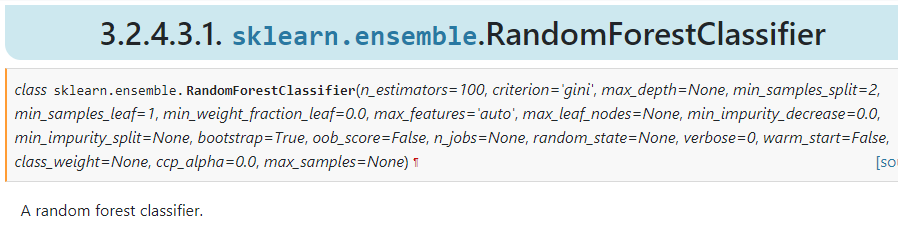 3.2.4.3.1. sklearn.ensemble.RandomForestClassifier
class sklearn.ensemble.RandomForestClassifier(n_estimators=100, criterion='gini', max_depth=None, min_samples_split=2,
min_samples_leaf=1, min_weight_fraction_leaf=0.0, max_features='auto', max_leaf_nodes=None, min_impurity_decrease=0.0,
min_impurity_split=None, bootstrap=True, oob_score=False, n_jobs=None, random_state=None, verbose=0, warm_start=False,
class_weight=None, ccp_alpha=0.0, max_samples=None) ¶ [sou
A random forest classifier.